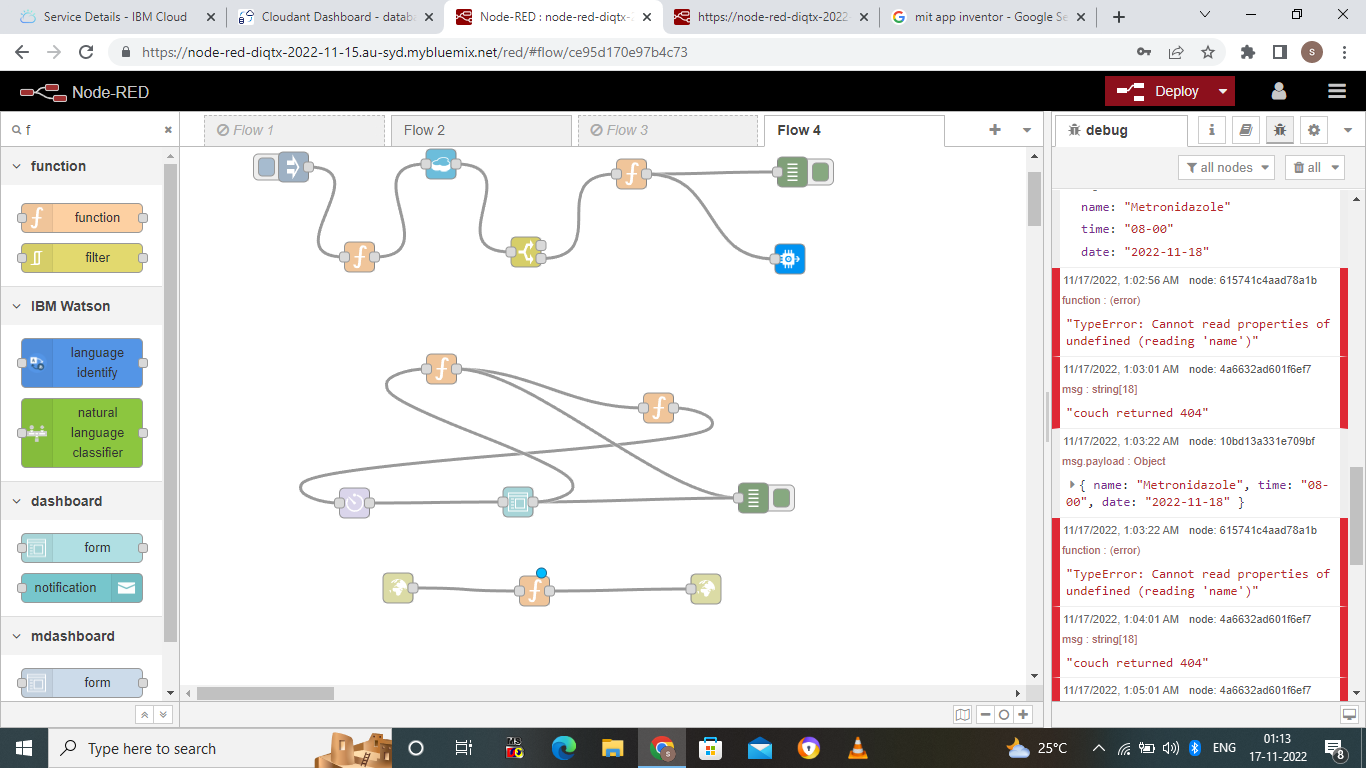 Service Details - IBM Cloud
Cloudant Dashboard - datab
Node-RED : node-red-diqtx-
https://node-red-diqtx-2022
mit app inventor - Google Se
https://node-red-diqtx-2022-11-15.au-syd.mybluemix.net/red/#flow/ce95d170e97b4c73
S
Node-RED
Deploy
f
Flow 1
Flow 2
Flow 3
Flow 4
debug
i
all nodes
all
function
function
filter
IBM Watson
language
identify
natural
language
classifier
dashboard
form
notification
mdashboard
form
name: "Metronidazole"
time: "08-00"
date: "2022-11-18"
11/17/2022, 1:02:56 AM node: 615741c4aad78a1b
function : (error)
"TypeError: Cannot read properties of
undefined (reading 'name')"
11/17/2022, 1:03:01 AM node: 4a6632ad601f6ef7
msg : string[18]
"couch returned 404"
11/17/2022, 1:03:22 AM node: 10bd13a331e709bf
msg.payload : Object
{ name: "Metronidazole", time: "08-
00", date: "2022-11-18" }
11/17/2022, 1:03:22 AM node: 615741c4aad78a1b
function : (error)
"TypeError: Cannot read properties of
undefined (reading 'name')"
11/17/2022, 1:04:01 AM node: 4a6632ad601f6ef7
msg : string[18]
"couch returned 404"
11/17/2022, 1:05:01 AM node: 4a6632ad601f6ef7
Type here to search
25°C
ENG
01:13
17-11-2022
8